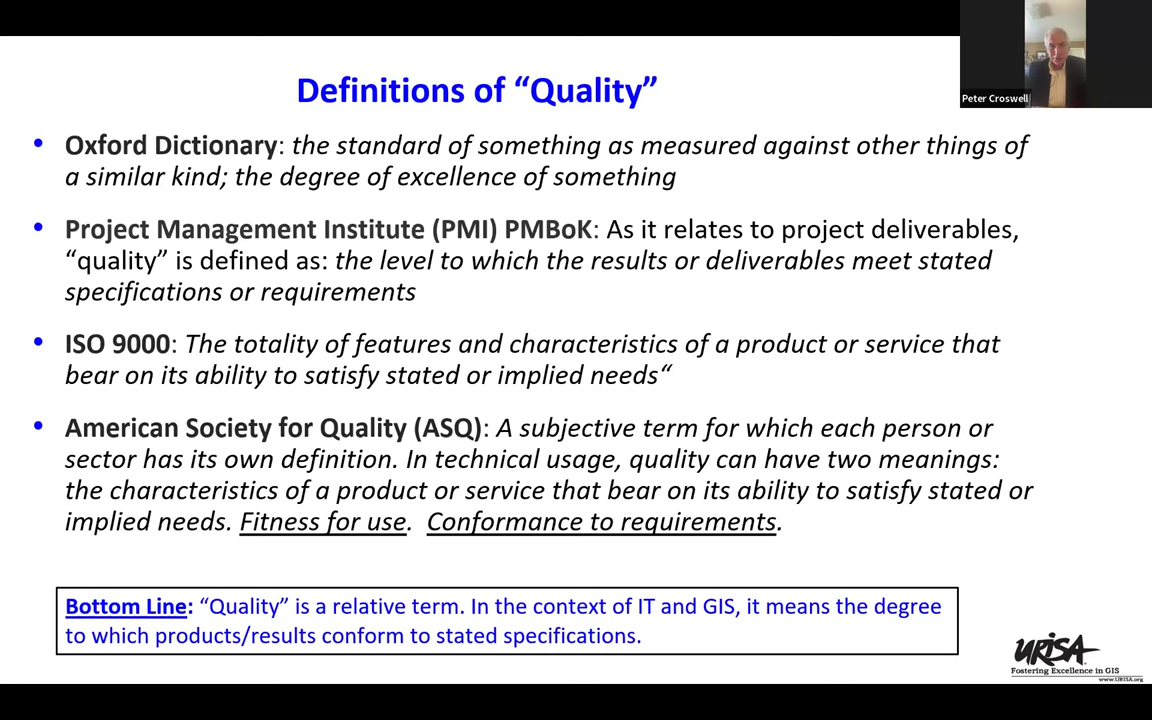 Definitions of “Quality”
Peter Croswell
• Oxford Dictionary: the standard of something as measured against other things of
a similar kind; the degree of excellence of something
• Project Management Institute (PMI) PMBoK: As it relates to project deliverables,
“quality” is defined as: the level to which the results or deliverables meet stated
specifications or requirements
• ISO 9000: The totality of features and characteristics of a product or service that
bear on its ability to satisfy stated or implied needs“
• American Society for Quality (ASQ): A subjective term for which each person or
sector has its own definition. In technical usage, quality can have two meanings:
the characteristics of a product or service that bear on its ability to satisfy stated or
implied needs. Fitness for use.  Conformance to requirements.
Bottom Line: “Quality” is a relative term. In the context of IT and GIS, it means the degree
to which products/results conform to stated specifications.
URISA
Fostering Excellence in GIS
www.URISA.org